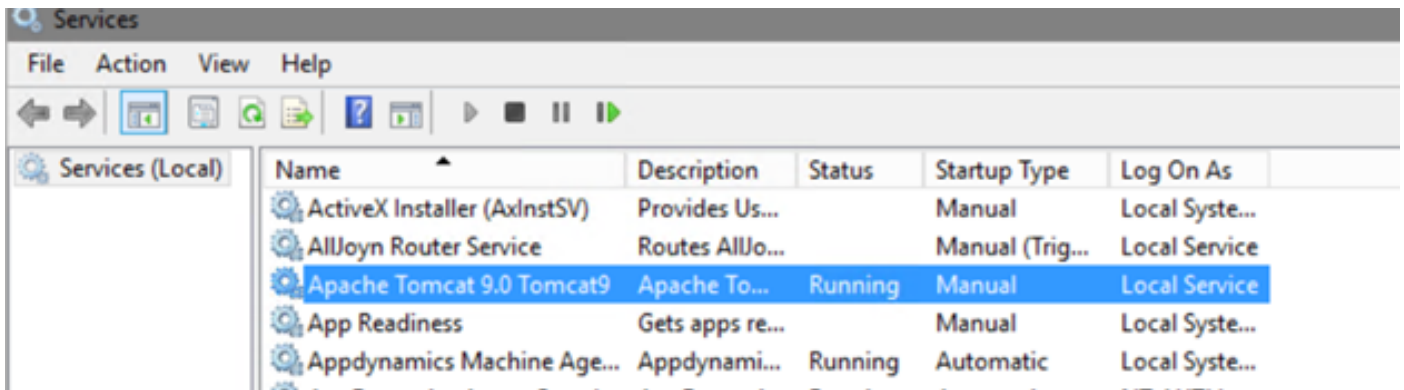 Services
File Action View Help
Services (Local)
Name Description Status Startup Type Log On As
ActiveX Installer (AxInstSV) Provides Us... Manual Local Syste...
AllJoyn Router Service Routes AllJo... Manual (Trig... Local Service
Apache Tomcat 9.0 Tomcat9 Apache To... Running Manual Local Service
App Readiness Gets apps re... Manual Local Syste...
Appdynamics Machine Age... Appdynami... Running Automatic Local Syste...